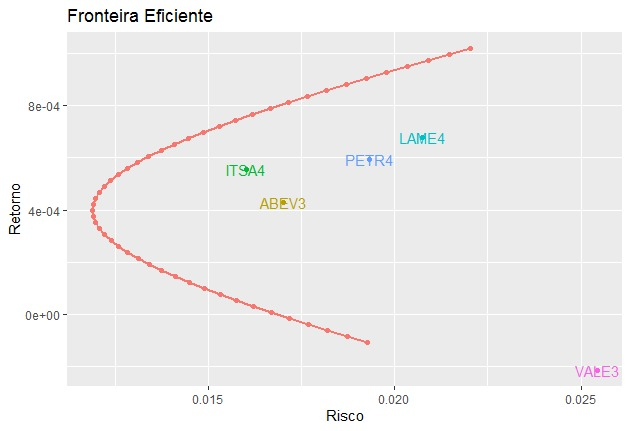 Fronteira Eficiente
Retorno
8e-04
4e-04
0e+00
LAME4
PETR4
ITSA4
ABEV3
VALE3
0.015
0.020
0.025
Risco